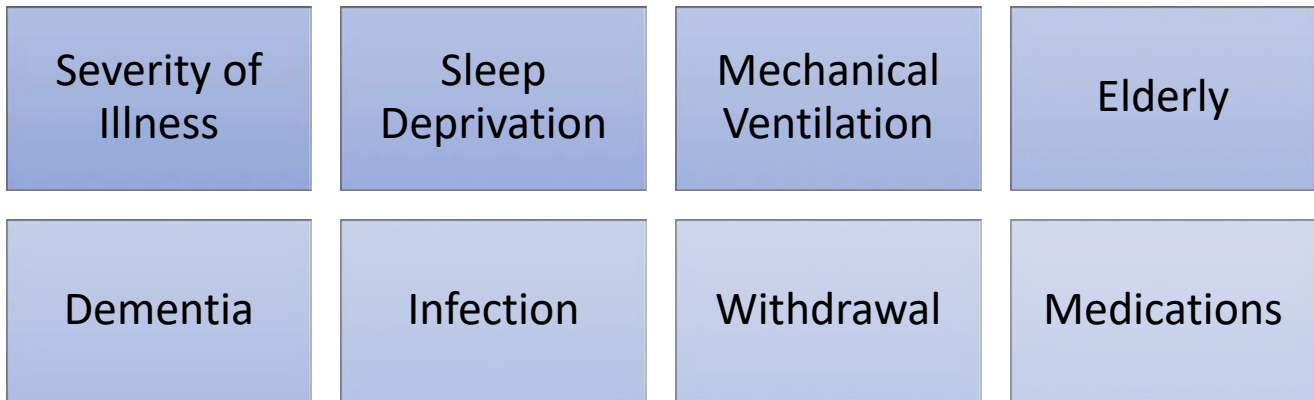 Severity of
Illness
Sleep
Deprivation
Mechanical
Ventilation
Elderly
Dementia
Infection
Withdrawal
Medications